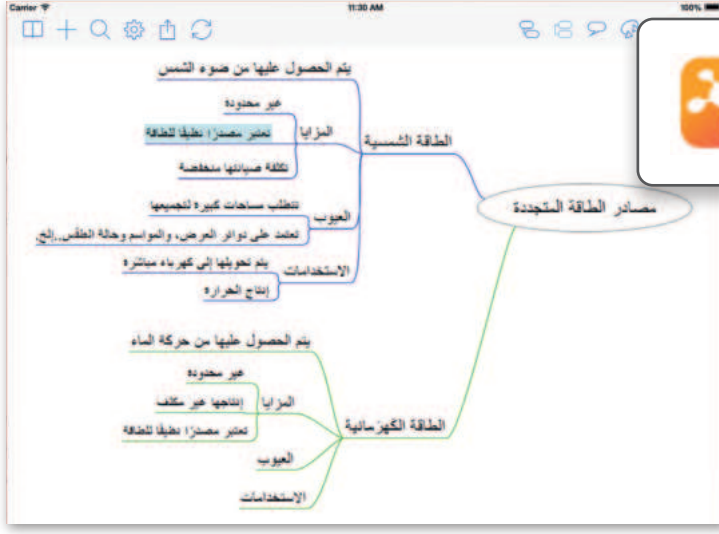 Carrier 11:30 AM 100%
مصادر الطاقة المتجددة
الطاقة الشمسية
يتم الحصول عليها من ضوء الشمس
المزايا
غير محدودة
تعتبر مصدرًا نظيفًا للطاقة
تكلفة صيانتها منخفضة
العيوب
تتطلب مساحات كبيرة لتجميعها
تعتمد على دوائر العرض، والمواسم وحالة الطقس..إلخ.
الاستخدامات
يتم تحويلها إلى كهرباء مباشرة
إنتاج الحرارة
الطاقة الكهرمائية
يتم الحصول عليها من حركة الماء
المزايا
غير محدودة
إنتاجها غير مكلف
تعتبر مصدرًا نظيفًا للطاقة
العيوب
الاستخدامات